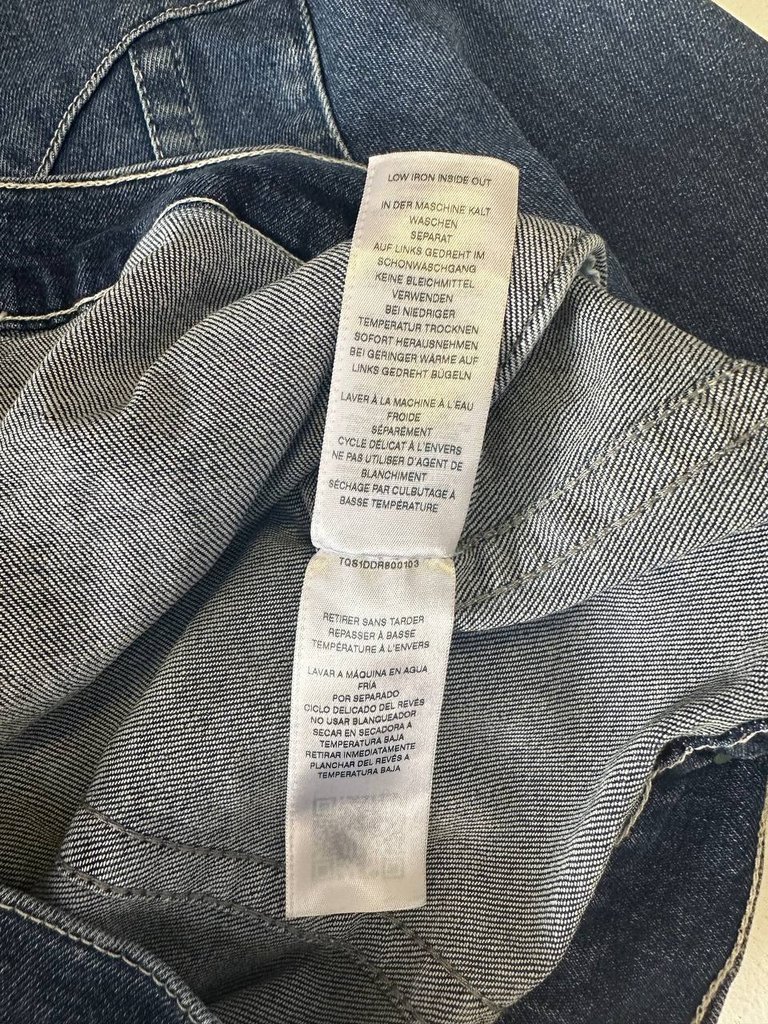 LOW IRON INSIDE OUT
IN DER MASCHINE KALT
WASCHEN
SEPARAT
AUF LINKS GEDREHT IM
SCHONWASCHGANG
KEINE BLEICHMITTEL
VERWENDEN
BEI NIEDRIGER
TEMPERATUR TROCKNEN
SOFORT HERAUSNEHMEN
BEI GERINGER WÄRME AUF
LINKS GEDREHT BÜGELN
LAVER À LA MACHINE À L'EAU
FROIDE
SÉPARÉMENT
CYCLE DÉLICAT À L'ENVERS
NE PAS UTILISER D'AGENT DE
BLANCHIMENT
SÉCHAGE PAR CULBUTAGE À
BASSE TEMPÉRATURE
TQS1DDR800103
RETIRER SANS TARDER
REPASSER À BASSE
TEMPÉRATURE À L'ENVERS
LAVAR A MÁQUINA EN AGUA
FRÍA
POR SEPARADO
CICLO DELICADO DEL REVÉS
NO USAR BLANQUEADOR
SECAR EN SECADORA A
TEMPERATURA BAJA
RETIRAR INMEDIATAMENTE
PLANCHAR DEL REVÉS A
TEMPERATURA BAJA